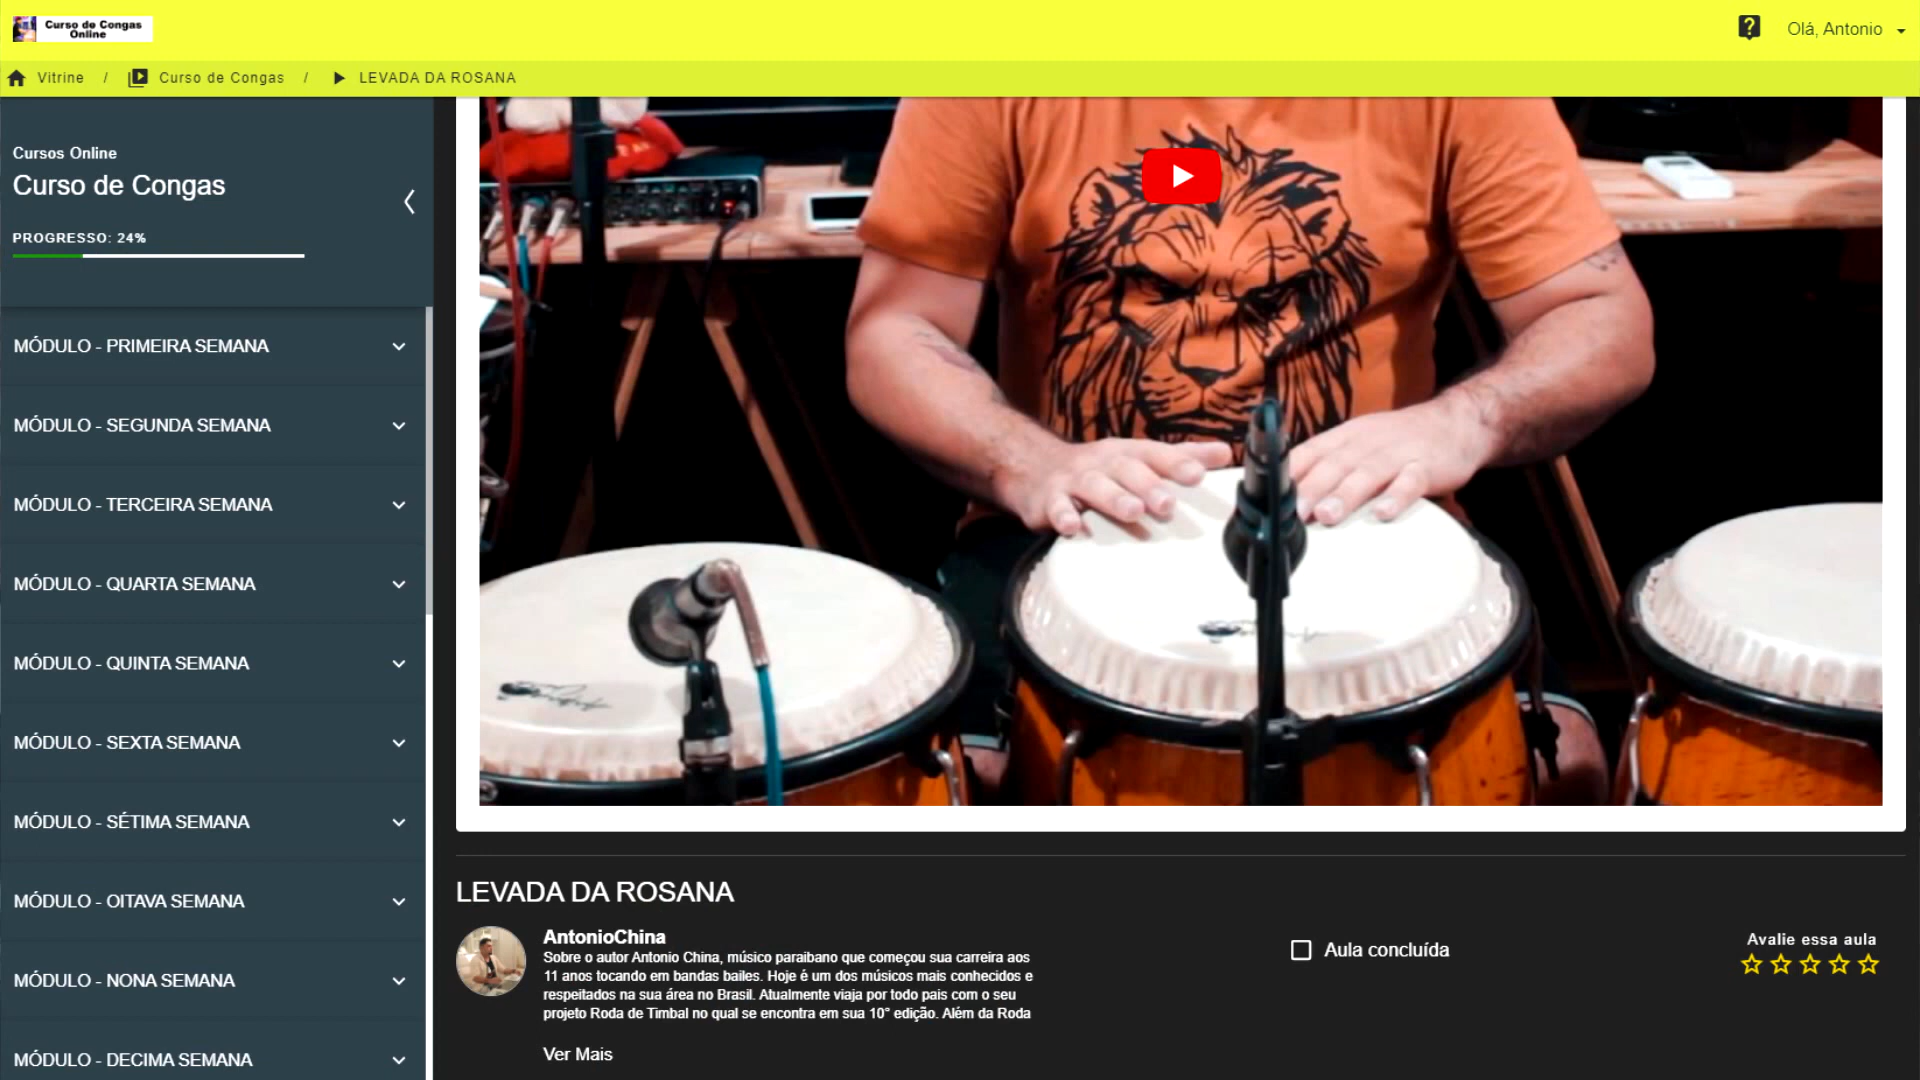 Curso de Congas
Online
Olá, Antonio
Vitrine / Curso de Congas / LEVADA DA ROSANA
Cursos Online
Curso de Congas
PROGRESSO: 24%
MÓDULO - PRIMEIRA SEMANA
MÓDULO - SEGUNDA SEMANA
MÓDULO - TERCEIRA SEMANA
MÓDULO - QUARTA SEMANA
MÓDULO - QUINTA SEMANA
MÓDULO - SEXTA SEMANA
MÓDULO - SÉTIMA SEMANA
MÓDULO - OITAVA SEMANA
MÓDULO - NONA SEMANA
MÓDULO - DECIMA SEMANA
LEVADA DA ROSANA
AntonioChina
Sobre o autor Antonio China, músico paraibano que começou sua carreira aos
11 anos tocando em bandas bailes. Hoje é um dos músicos mais conhecidos e
respeitados na sua área no Brasil. Atualmente viaja por todo pais com o seu
projeto Roda de Timbal no qual se encontra em sua 10° edição. Além da Roda
Ver Mais
Aula concluída
Avalie essa aula